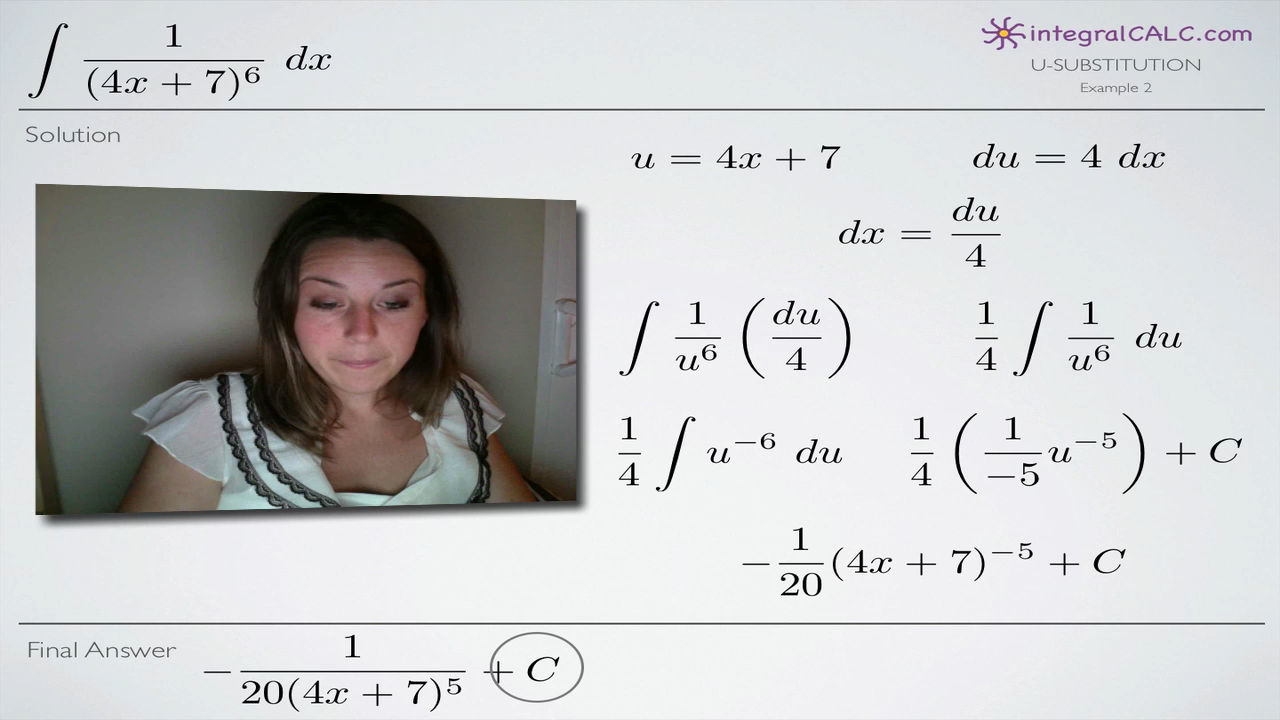 ∫ 1/(4x + 7)^6 dx
integralCALC.com
U-SUBSTITUTION
Example 2
Solution
u = 4x + 7    du = 4 dx
dx = du/4
∫ 1/u^6 (du/4)    1/4 ∫ 1/u^6 du
1/4 ∫ u^−6 du    1/4 (1/−5 u^−5) + C
−1/20 (4x + 7)^−5 + C
Final Answer    −1/20(4x + 7)^5 + C